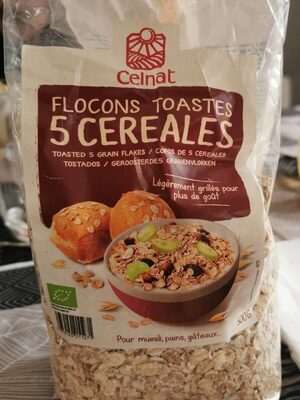 Celnat
FLOCONS TOASTES
5 CEREALES
TOASTED 5 GRAIN FLAKES / COPOS DE 5 CEREALES
TOSTADOS / GEROOSTERDES GRANENVLOKKEN
Légèrement grillés pour
plus de goût
500g
Pour muesli, pains, gâteaux...